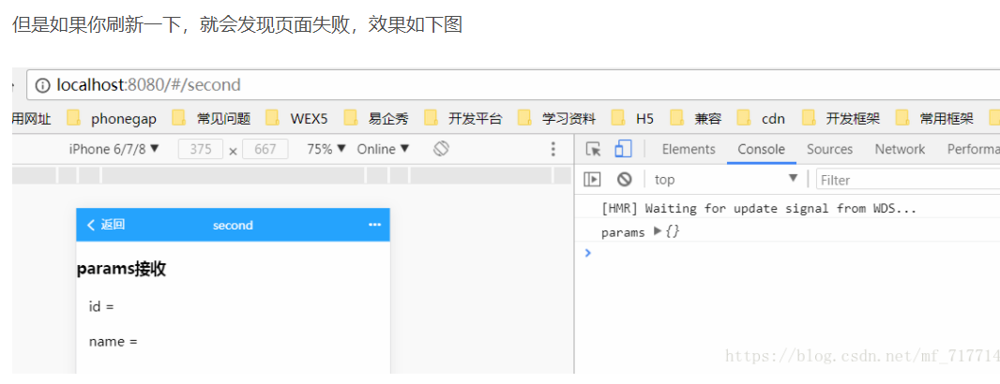 但是如果你刷新一下，就会发现页面失败，效果如下图
localhost:8080/#/second
用网址 phonegap 常见问题 WEX5 易企秀 开发平台 学习资料 H5 兼容 cdn 开发框架 常用框架
iPhone 6/7/8 ▼ 375 × 667 75% ▼ Online ▼ Elements Console Sources Network Performa
top ▼ Filter
[HMR] Waiting for update signal from WDS...
params ▶ {}
返回 second
params接收
id =
name =
https://blog.csdn.net/mf_717714